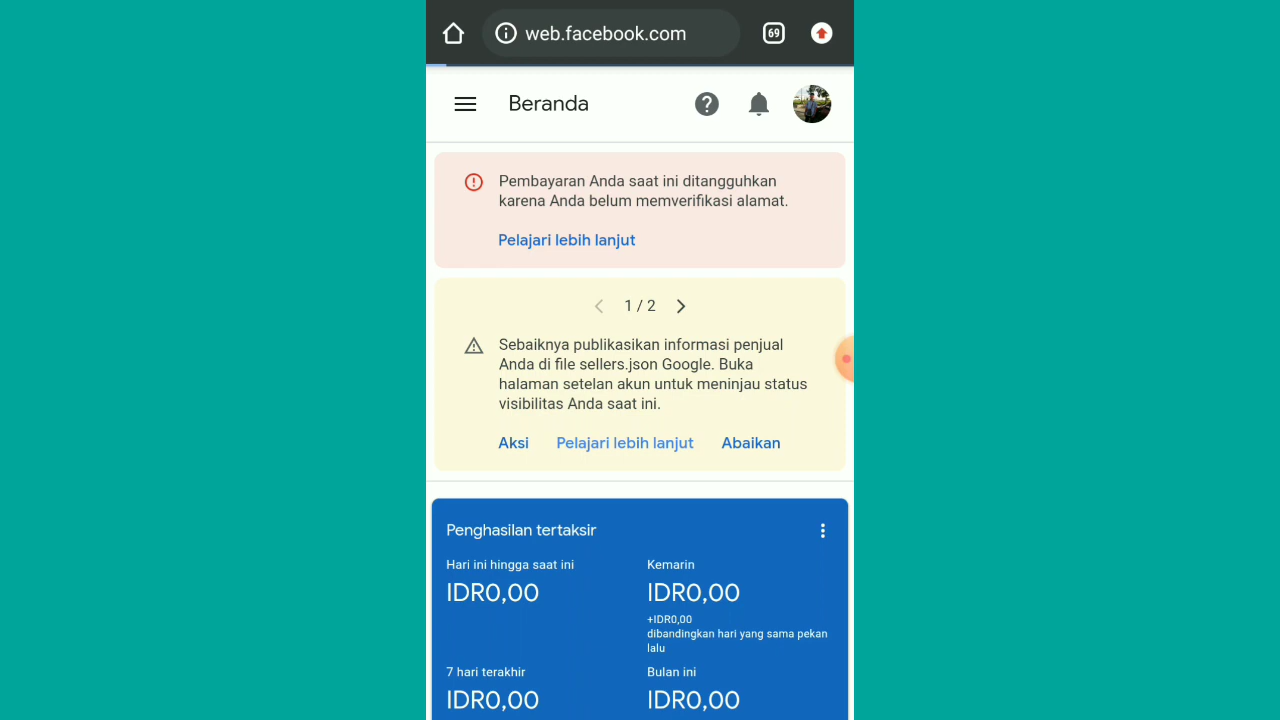 web.facebook.com
69
Beranda
Pembayaran Anda saat ini ditangguhkan
karena Anda belum memverifikasi alamat.
Pelajari lebih lanjut
1 / 2
Sebaiknya publikasikan informasi penjual
Anda di file sellers.json Google. Buka
halaman setelan akun untuk meninjau status
visibilitas Anda saat ini.
Aksi Pelajari lebih lanjut Abaikan
Penghasilan tertaksir
Hari ini hingga saat ini
IDR0,00
Kemarin
IDR0,00
+IDR0,00
dibandingkan hari yang sama pekan
lalu
7 hari terakhir
IDR0,00
Bulan ini
IDR0,00